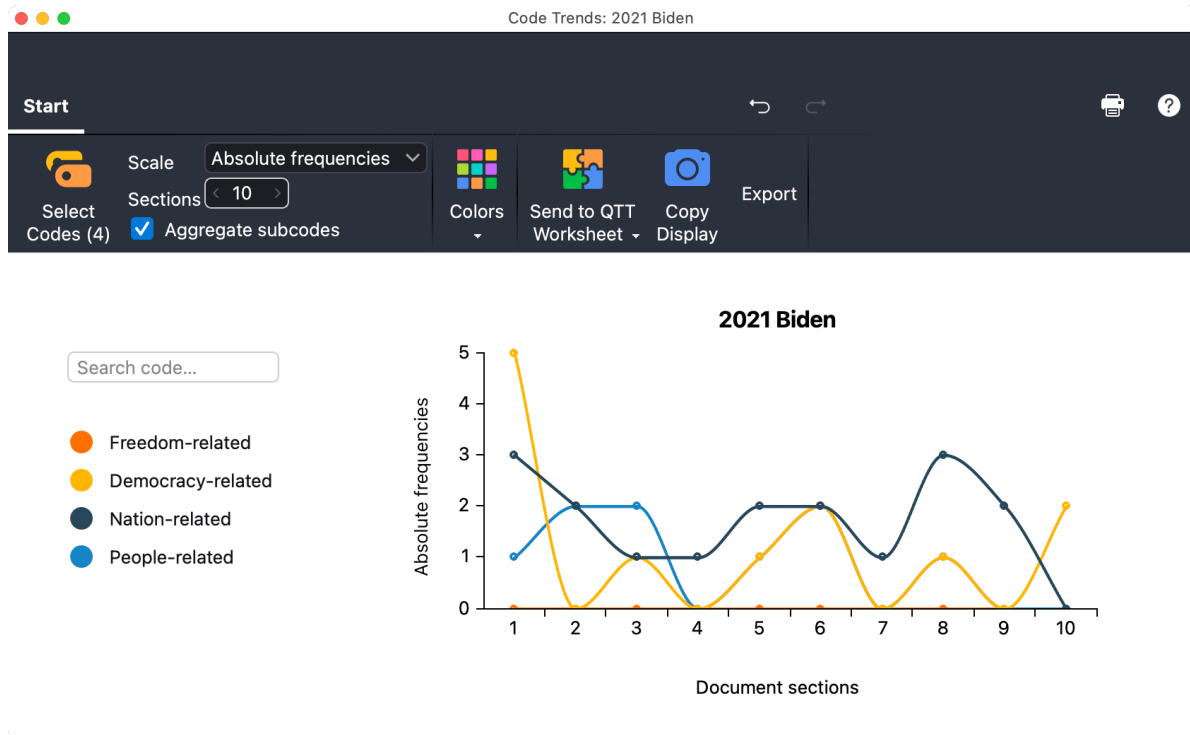 Code Trends: 2021 Biden
Start
?
Select
Codes (4)
Scale
Absolute frequencies
Sections
10
Aggregate subcodes
Colors
Send to QTT
Worksheet
Copy
Display
Export
2021 Biden
Search code...
Freedom-related
Democracy-related
Nation-related
People-related
Absolute frequencies
5
4
3
2
1
0
1 2 3 4 5 6 7 8 9 10
Document sections